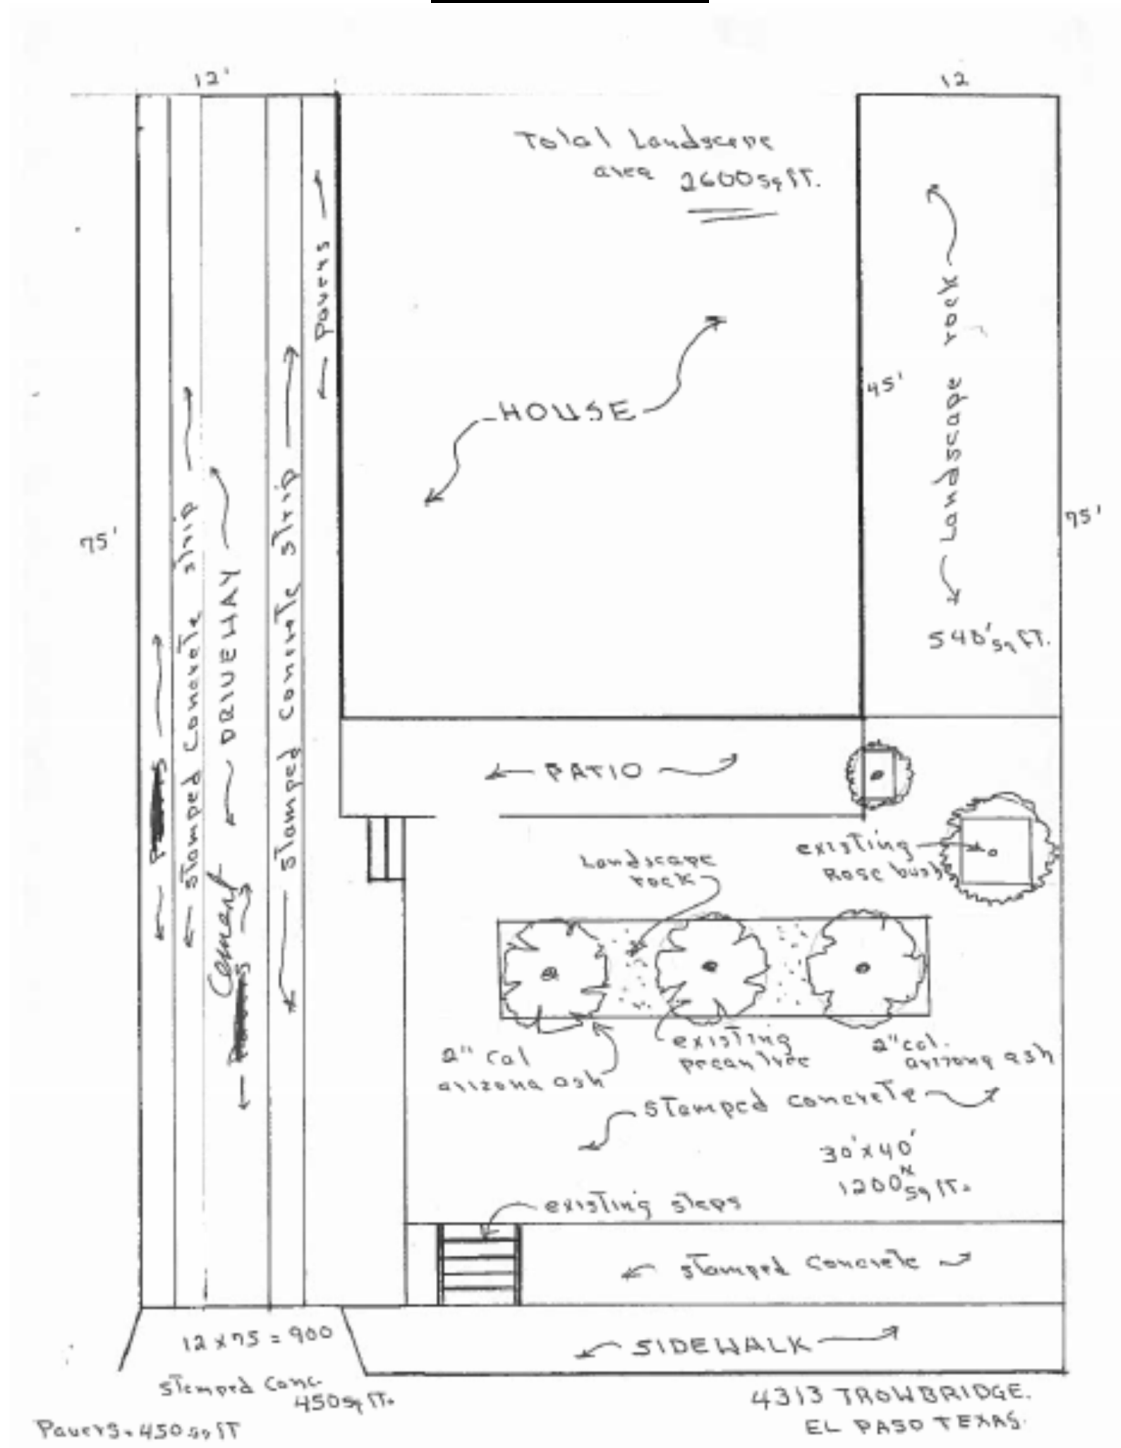 12'
12
Total Landscape
area 2600 sq FT.
Pavers
HOUSE
45'
Landscape rock
75'
75'
540' sq FT.
stamped concrete strip
DRIVEWAY
stamped concrete strip
Cement
PATIO
existing
Rose bush
Landscape
rock
2" Cal
arizona ash
existing
pecan tree
2" cal.
arizona ash
stamped concrete
30' x 40'
1200 sq FT.
existing steps
stamped concrete
SIDEWALK
12 x 75 = 900
stamped conc.
450 sq FT.
Pavers = 450 sq FT
4313 TROWBRIDGE.
EL PASO TEXAS.